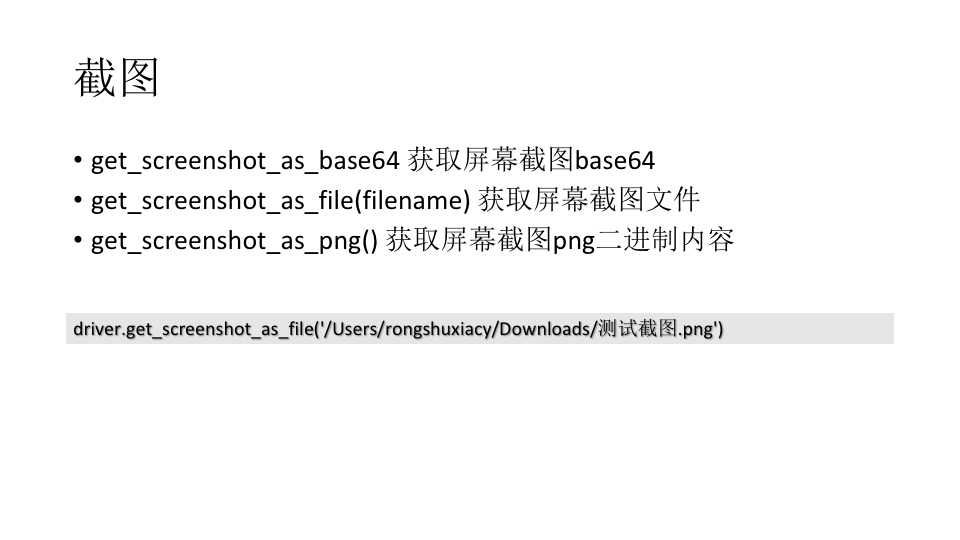 截图
• get_screenshot_as_base64 获取屏幕截图base64
• get_screenshot_as_file(filename) 获取屏幕截图文件
• get_screenshot_as_png() 获取屏幕截图png二进制内容
driver.get_screenshot_as_file('/Users/rongshuxiacy/Downloads/测试截图.png')